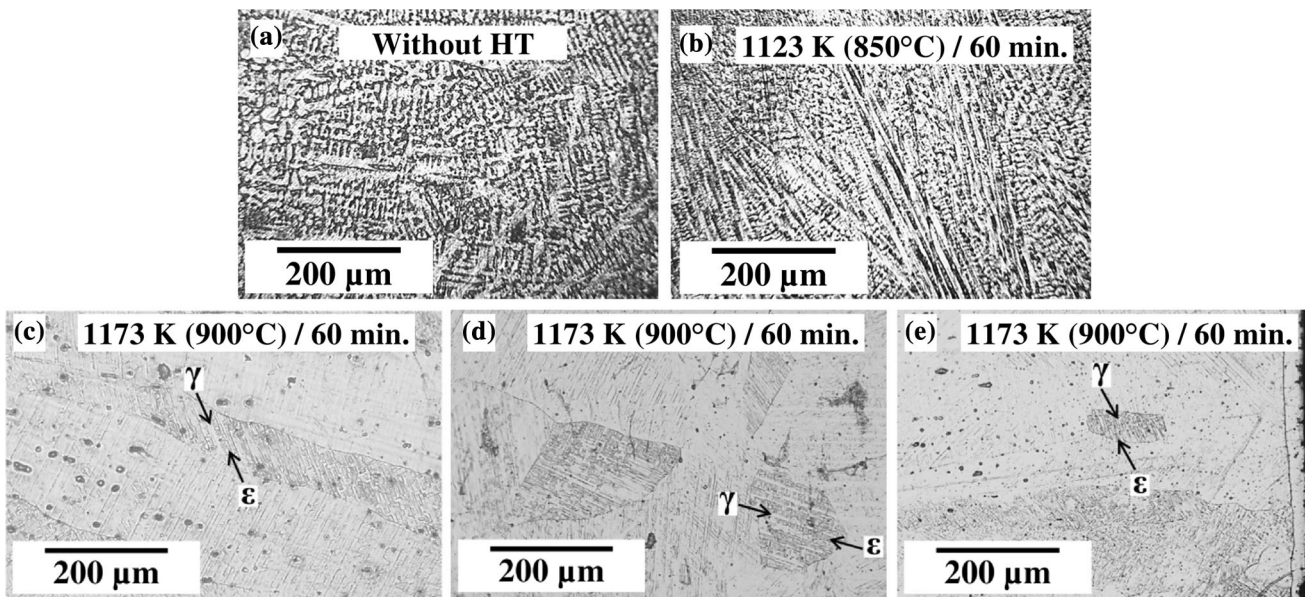 (a)
Without HT
200 µm
(b)
1123 K (850°C) / 60 min.
200 µm
(c)
1173 K (900°C) / 60 min.
γ
ε
200 µm
(d)
1173 K (900°C) / 60 min.
γ
ε
200 µm
(e)
1173 K (900°C) / 60 min.
γ
ε
200 µm